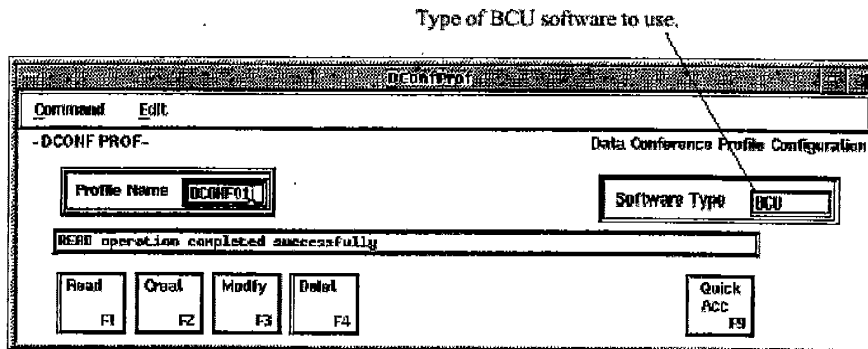 Type of BCU software to use.
DConfProf
Command Edit
-DCONF PROF-
Data Conference Profile Configuration
Profile Name DCONF01
Software Type BCU
READ operation completed successfully
Read F1
Creat F2
Modfy F3
Delet F4
Quick Acc F9